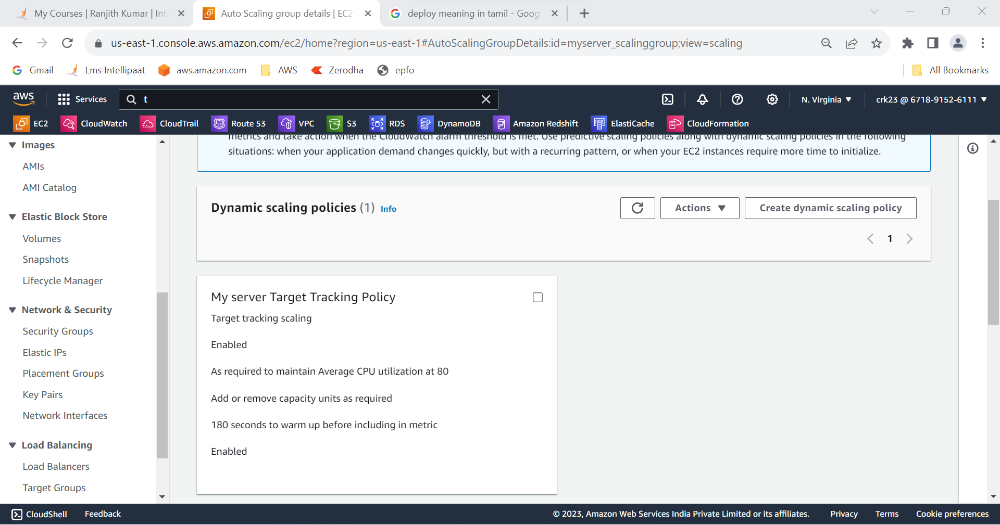 My Courses | Ranjith Kumar | Int
Auto Scaling group details | EC2
deploy meaning in tamil - Googl
us-east-1.console.aws.amazon.com/ec2/home?region=us-east-1#AutoScalingGroupDetails:id=myserver_scalinggroup;view=scaling
Gmail
Lms Intellipaat
aws.amazon.com
AWS
Zerodha
epfo
All Bookmarks
aws
Services
t
N. Virginia
crk23 @ 6718-9152-6111
EC2
CloudWatch
CloudTrail
Route 53
VPC
S3
RDS
DynamoDB
Amazon Redshift
ElastiCache
CloudFormation
Images
AMIs
AMI Catalog
Elastic Block Store
Volumes
Snapshots
Lifecycle Manager
Network & Security
Security Groups
Elastic IPs
Placement Groups
Key Pairs
Network Interfaces
Load Balancing
Load Balancers
Target Groups
metrics and take action when the CloudWatch alarm threshold is met. Use predictive scaling policies along with dynamic scaling policies in the following
situations: when your application demand changes quickly, but with a recurring pattern, or when your EC2 instances require more time to initialize.
Dynamic scaling policies (1) Info
Actions
Create dynamic scaling policy
1
My server Target Tracking Policy
Target tracking scaling
Enabled
As required to maintain Average CPU utilization at 80
Add or remove capacity units as required
180 seconds to warm up before including in metric
Enabled
CloudShell
Feedback
© 2023, Amazon Web Services India Private Limited or its affiliates.
Privacy
Terms
Cookie preferences